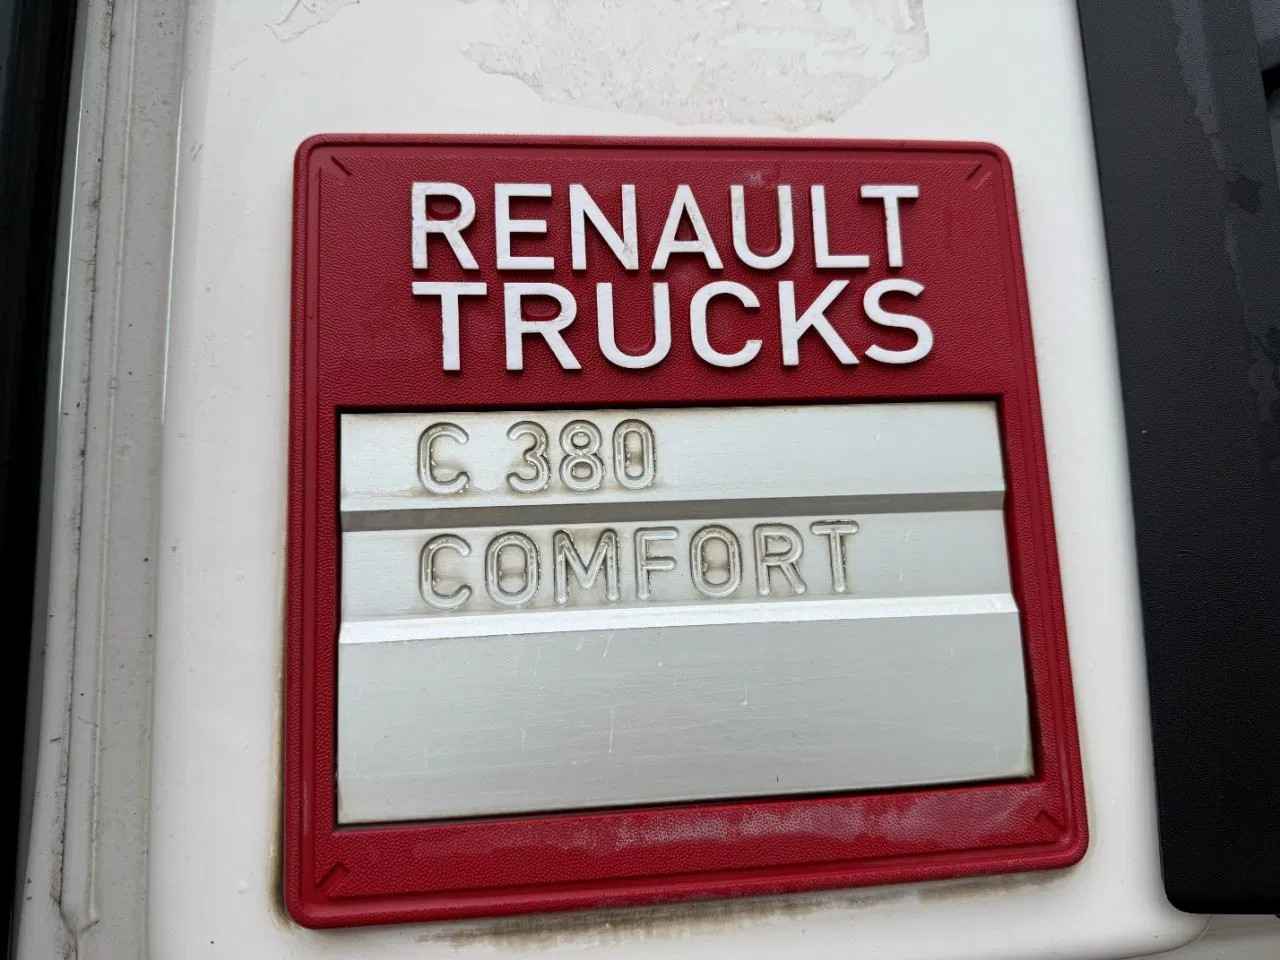 RENAULT
TRUCKS
C 380
COMFORT